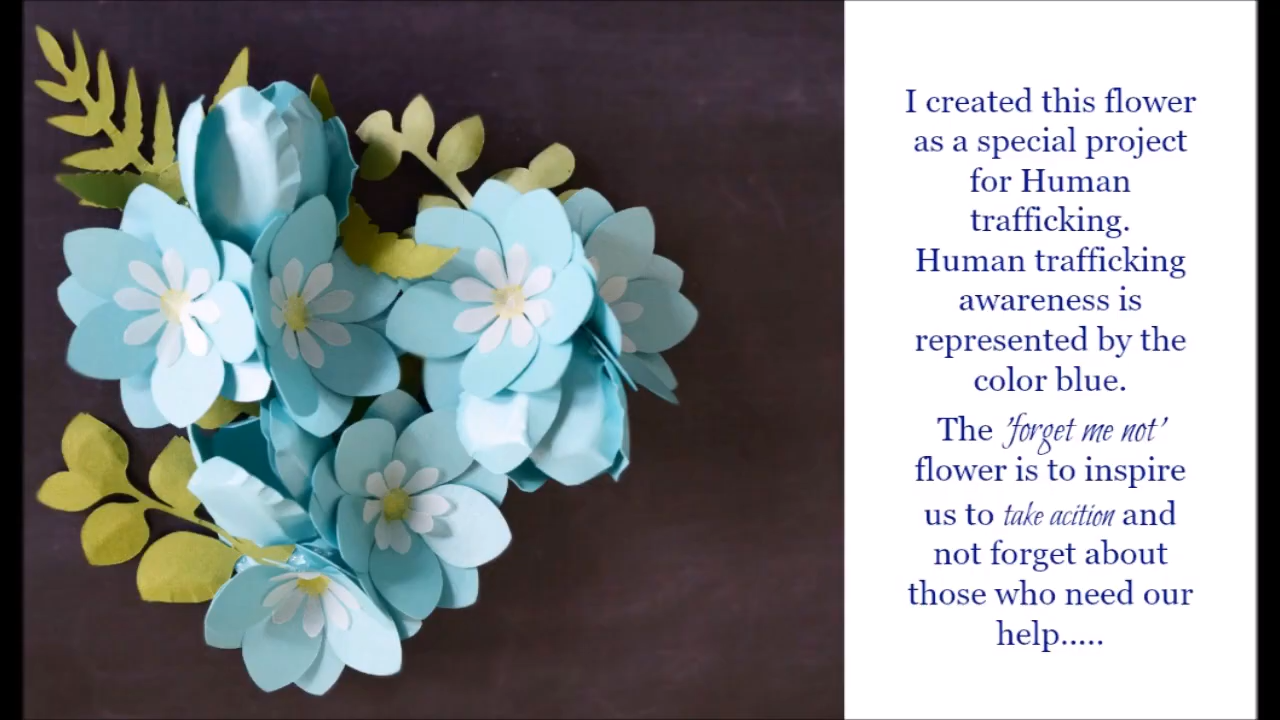 I created this flower
as a special project
for Human
trafficking.
Human trafficking
awareness is
represented by the
color blue.
The 'forget me not'
flower is to inspire
us to take acition and
not forget about
those who need our
help.....